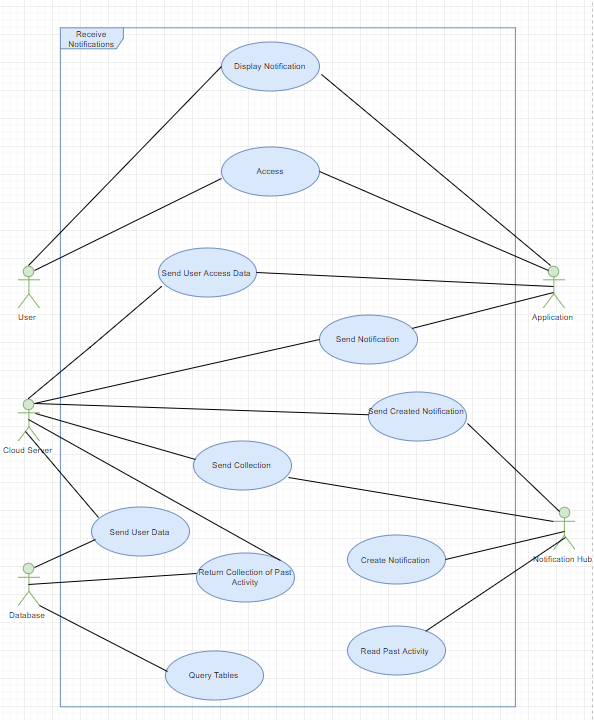 Receive
Notifications
Display Notification
Access
Send User Access Data
User
Application
Send Notification
Send Created Notification
Cloud Server
Send Collection
Send User Data
Create Notification
Notification Hub
Return Collection of Past
Activity
Database
Read Past Activity
Query Tables